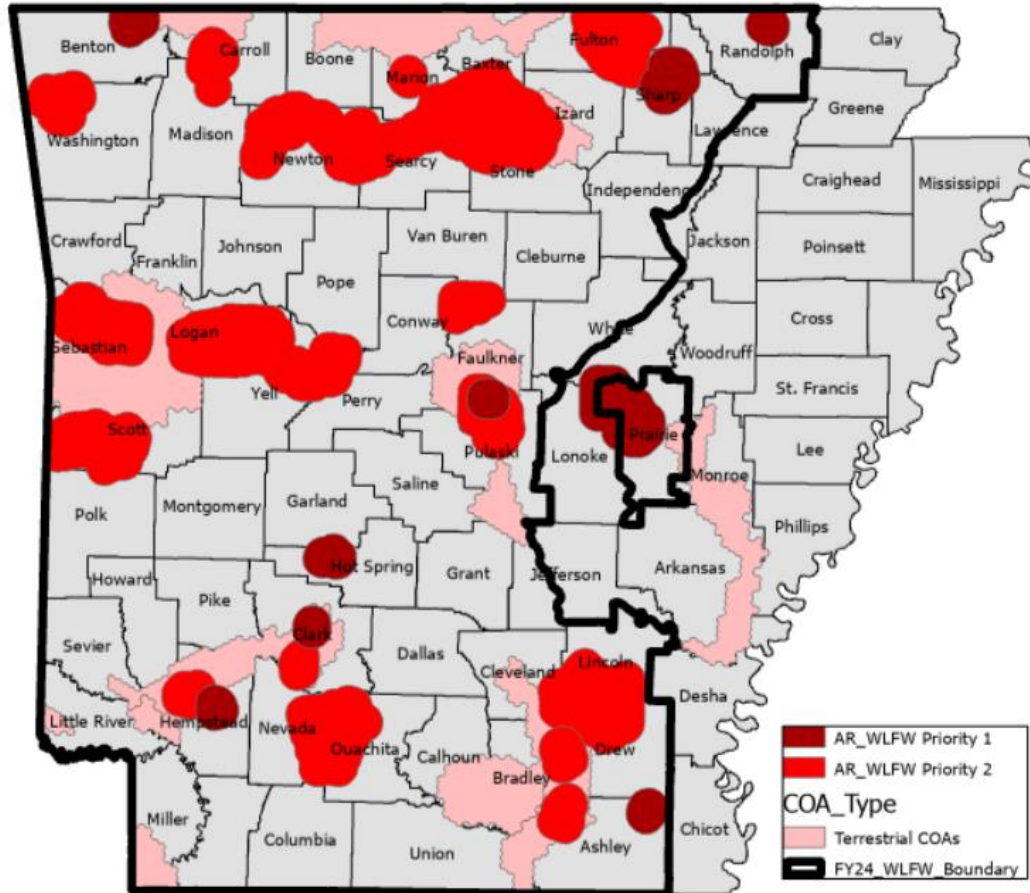 Benton
Carroll
Boone
Marion
Baxter
Fulton
Sharp
Randolph
Clay
Greene
Washington
Madison
Newton
Searcy
Stone
Izard
Lawrence
Independenc
Craighead
Mississippi
Crawford
Franklin
Johnson
Van Buren
Cleburne
Jackson
Poinsett
Pope
Conway
White
Cross
Woodruff
Sebastian
Logan
Faulkner
St. Francis
Yell
Perry
Scott
Pulaski
Lonoke
Prairie
Lee
Monroe
Polk
Montgomery
Garland
Saline
Phillips
Howard
Hot Spring
Grant
Jefferson
Arkansas
Pike
Clark
Sevier
Dallas
Cleveland
Lincoln
Desha
Little River
Hempstead
Nevada
Ouachita
Calhoun
Drew
Bradley
Miller
Columbia
Union
Ashley
Chicot
AR_WLFW Priority 1
AR_WLFW Priority 2
COA_Type
Terrestrial COAs
FY24_WLFW_Boundary